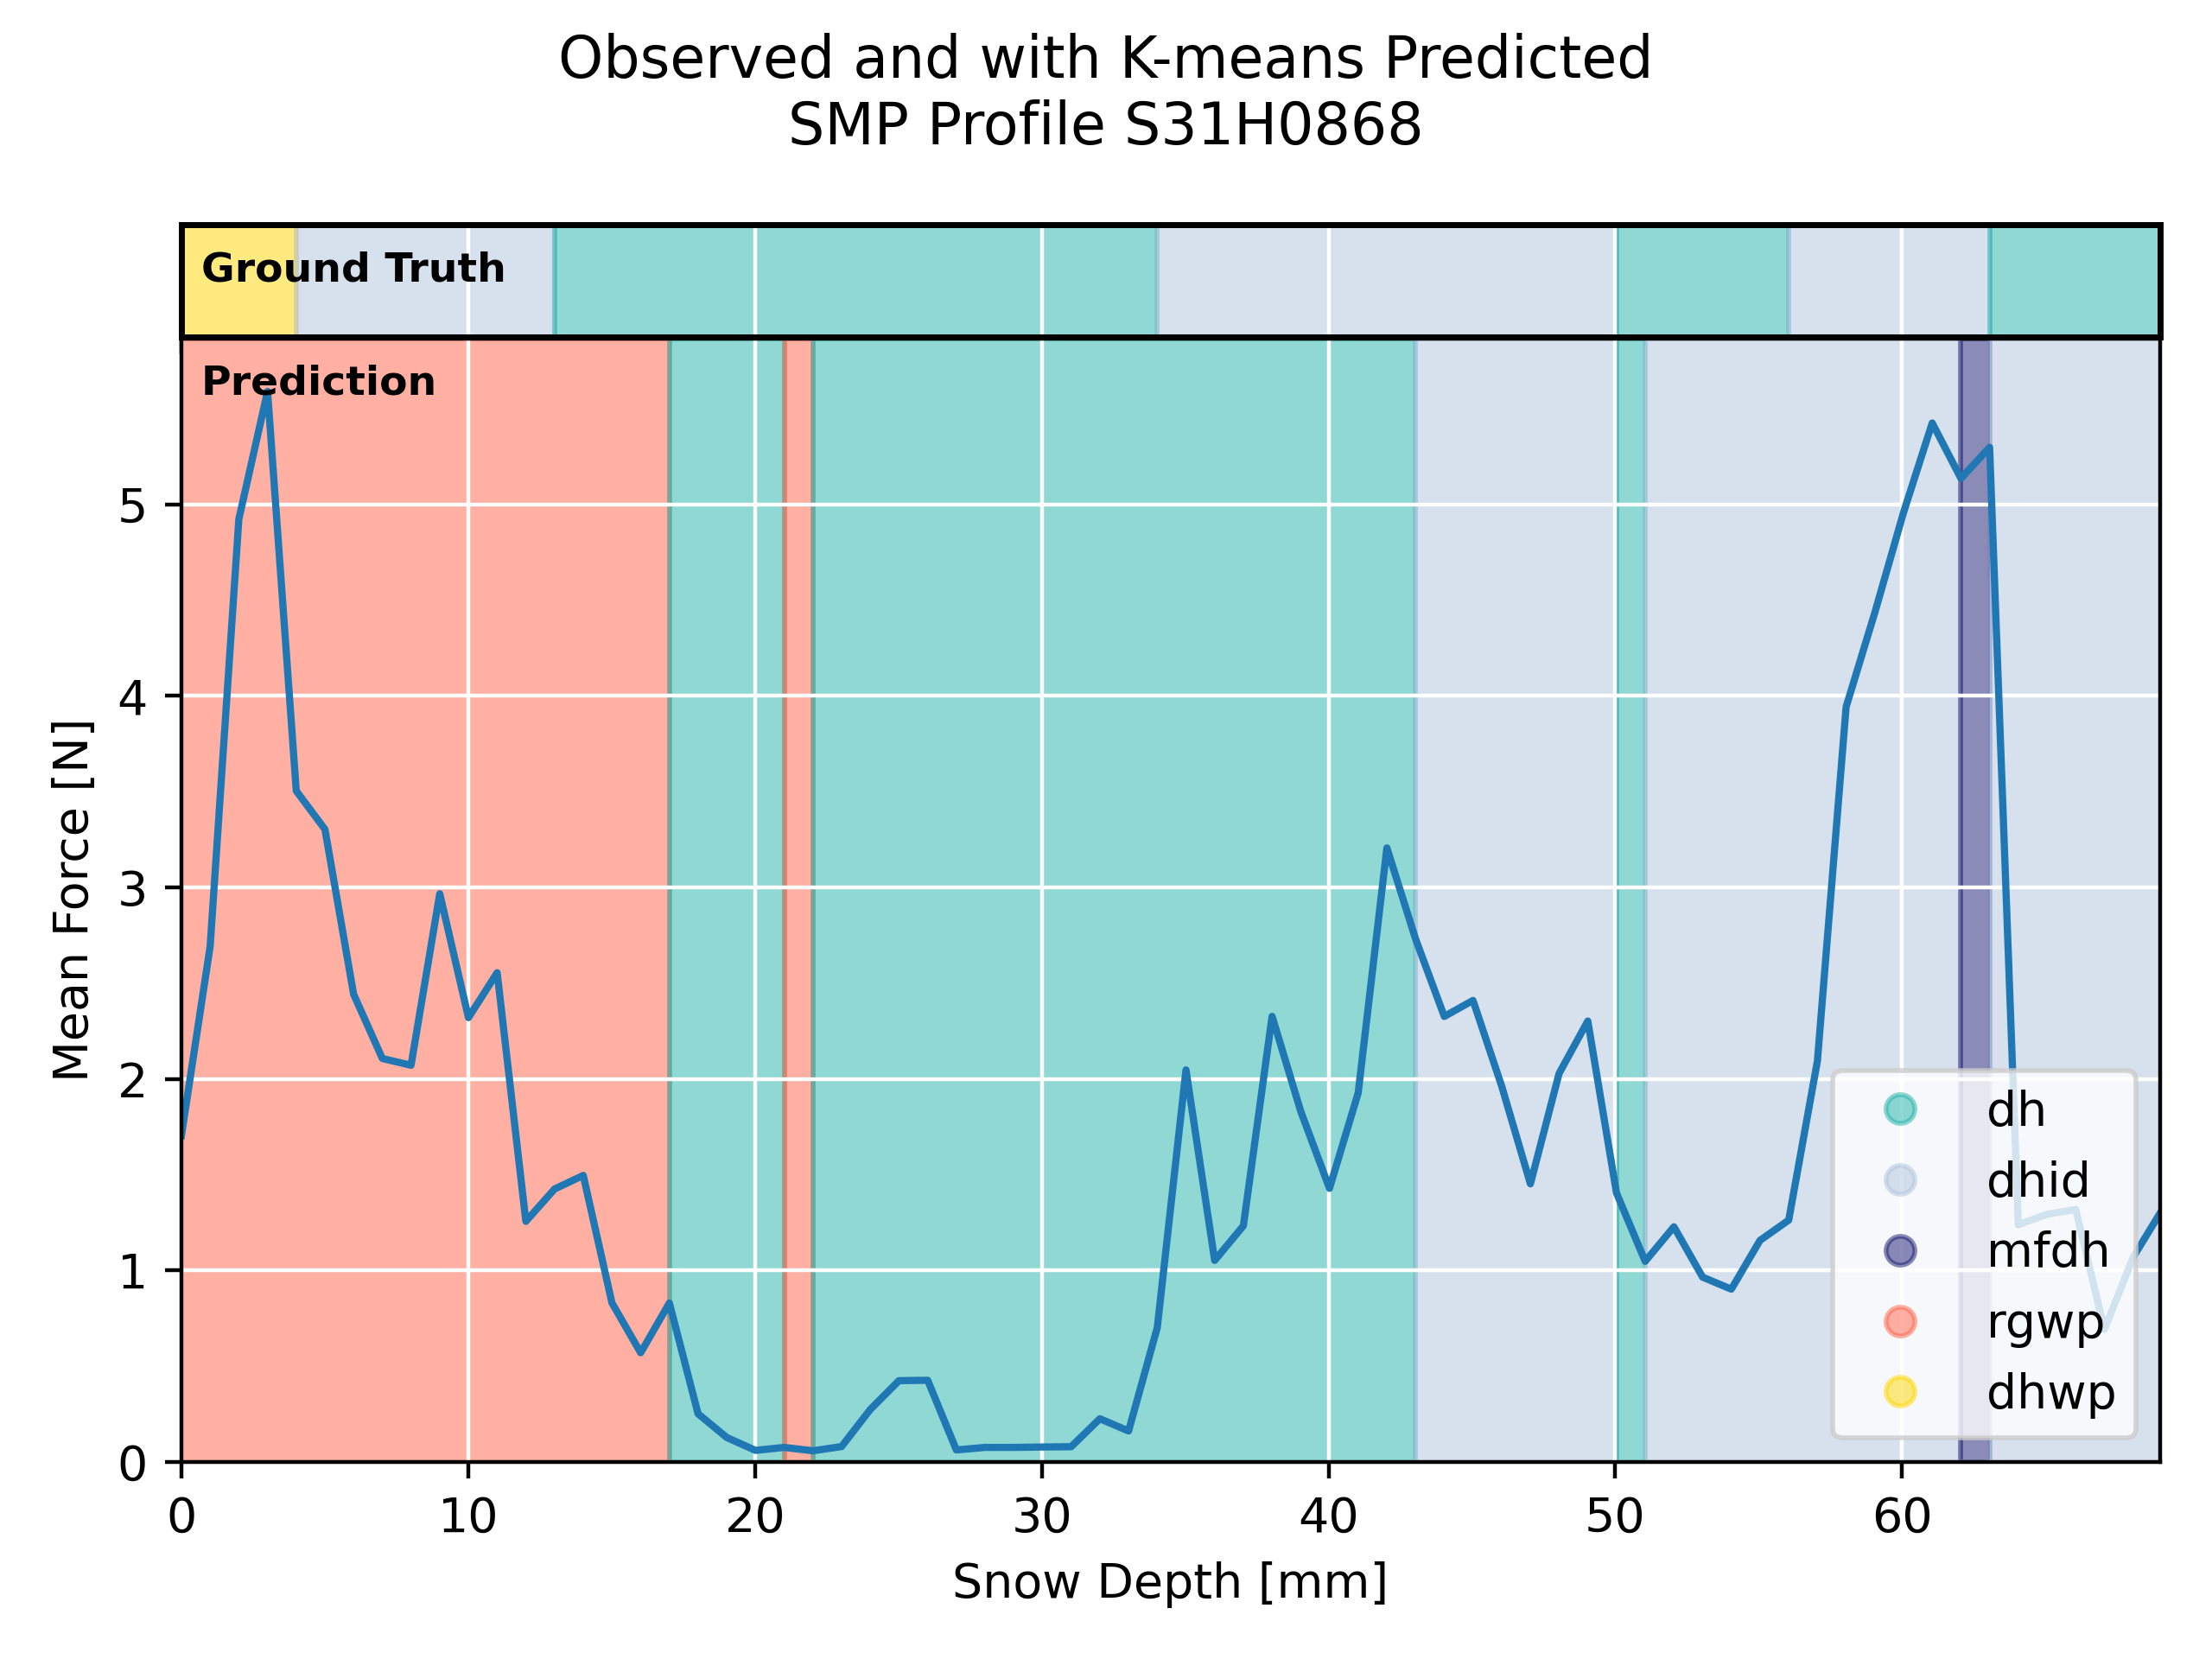 Observed and with K-means Predicted
SMP Profile S31H0868
Ground Truth
Prediction
Mean Force [N]
5
4
3
2
1
0
dh
dhid
mfdh
rgwp
dhwp
0 10 20 30 40 50 60
Snow Depth [mm]